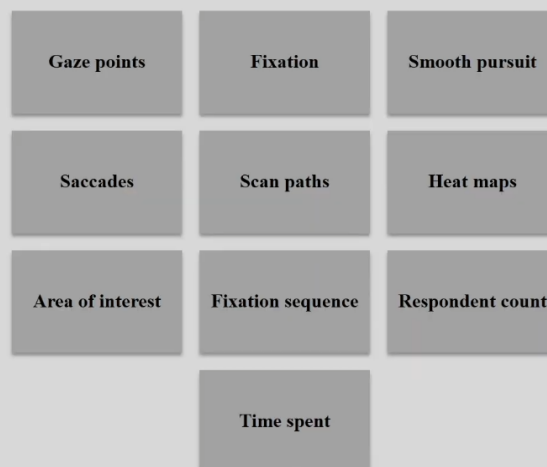 Gaze points
Fixation
Smooth pursuit
Saccades
Scan paths
Heat maps
Area of interest
Fixation sequence
Respondent count
Time spent